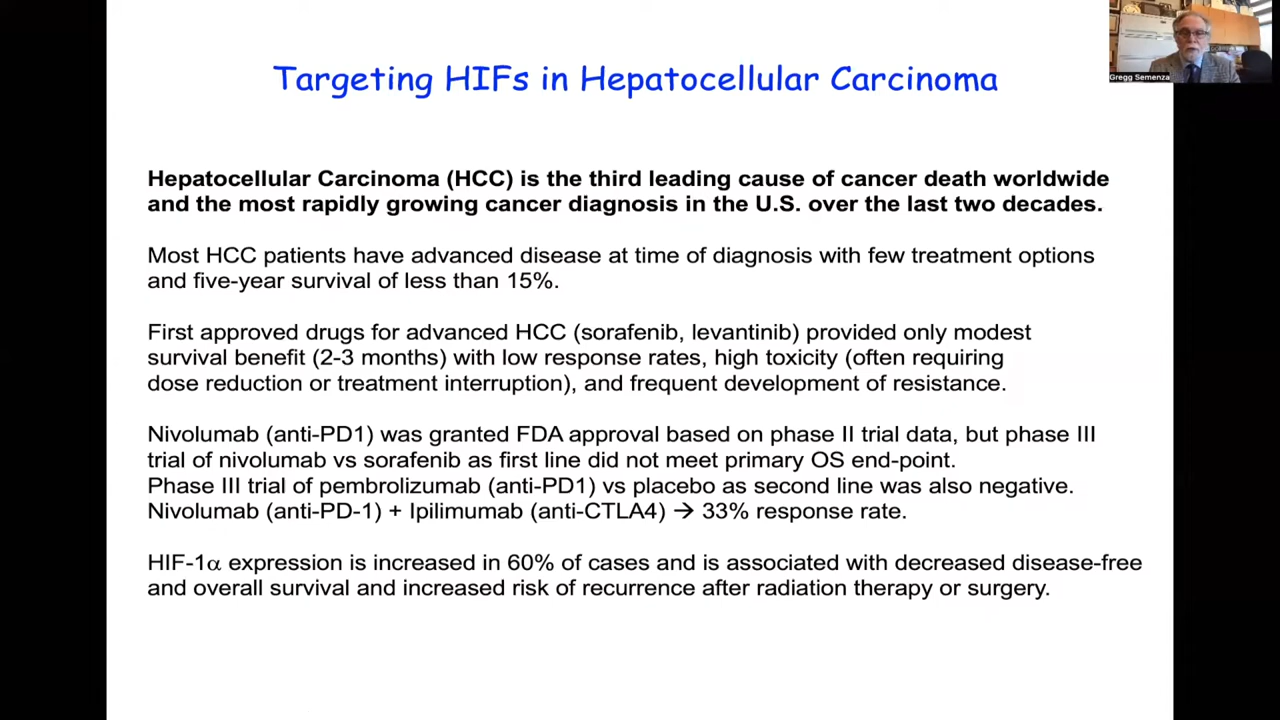 Gregg Semenza
Targeting HIFs in Hepatocellular Carcinoma
Hepatocellular Carcinoma (HCC) is the third leading cause of cancer death worldwide
and the most rapidly growing cancer diagnosis in the U.S. over the last two decades.
Most HCC patients have advanced disease at time of diagnosis with few treatment options
and five-year survival of less than 15%.
First approved drugs for advanced HCC (sorafenib, levantinib) provided only modest
survival benefit (2-3 months) with low response rates, high toxicity (often requiring
dose reduction or treatment interruption), and frequent development of resistance.
Nivolumab (anti-PD1) was granted FDA approval based on phase II trial data, but phase III
trial of nivolumab vs sorafenib as first line did not meet primary OS end-point.
Phase III trial of pembrolizumab (anti-PD1) vs placebo as second line was also negative.
Nivolumab (anti-PD-1) + Ipilimumab (anti-CTLA4) → 33% response rate.
HIF-1α expression is increased in 60% of cases and is associated with decreased disease-free
and overall survival and increased risk of recurrence after radiation therapy or surgery.